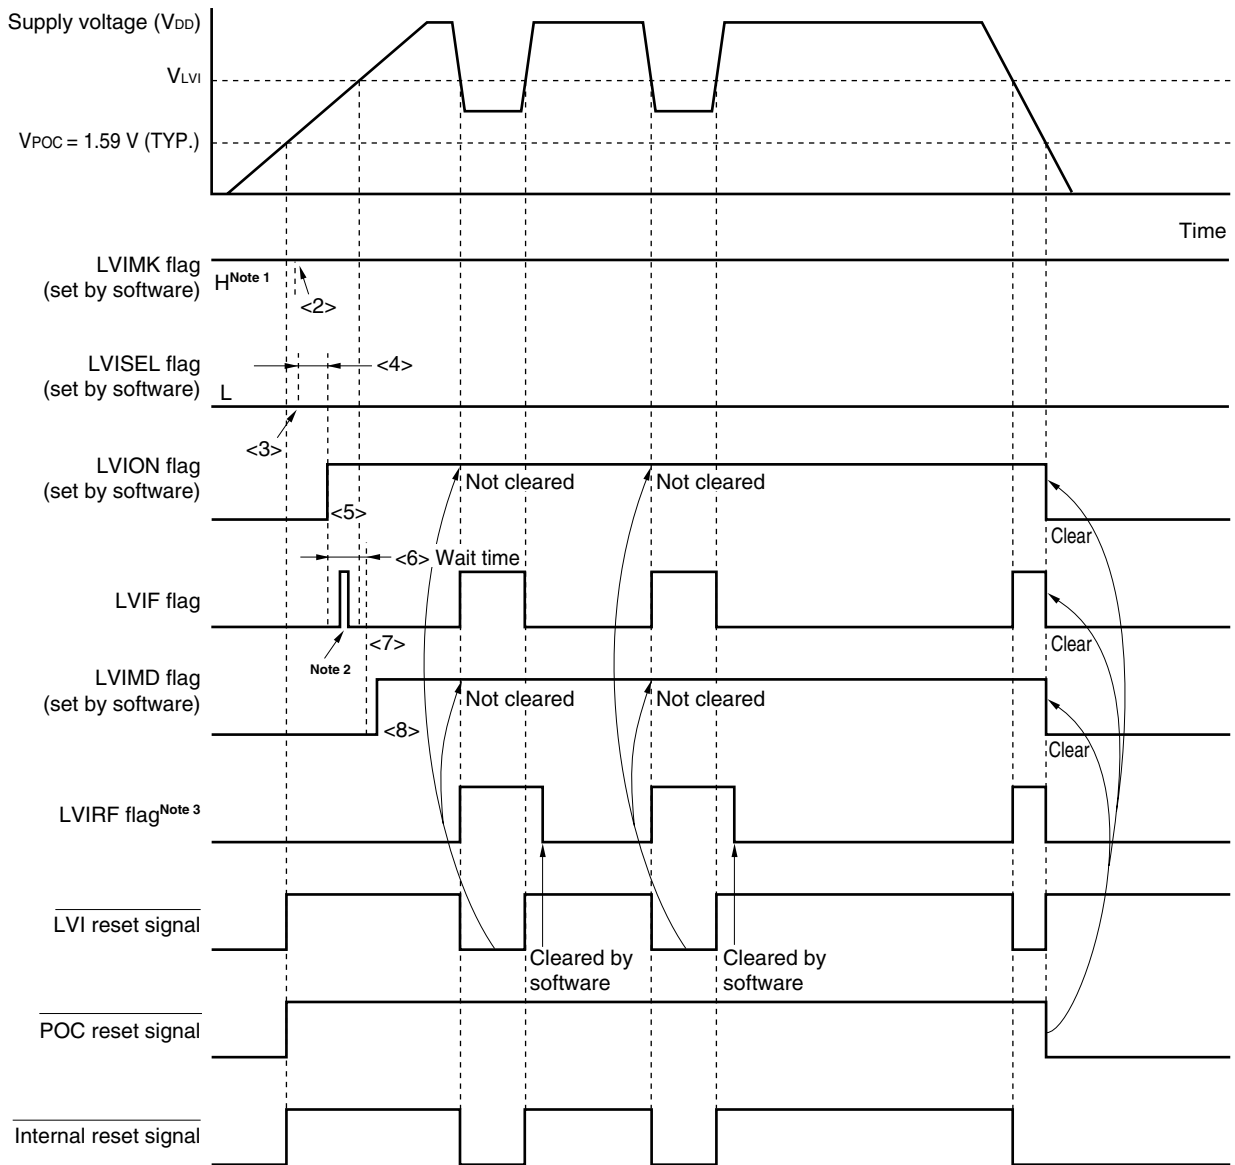 Supply voltage (VDD)
VLVI
VPOC = 1.59 V (TYP.)
Time
LVIMK flag
(set by software)
H Note 1
<2>
LVISEL flag
(set by software)
L
<4>
<3>
LVION flag
(set by software)
Not cleared
Not cleared
<5>
Clear
<6> Wait time
LVIF flag
<7>
Clear
Note 2
LVIMD flag
(set by software)
Not cleared
Not cleared
<8>
Clear
LVIRF flag Note 3
LVI reset signal
Cleared by
software
Cleared by
software
POC reset signal
Internal reset signal